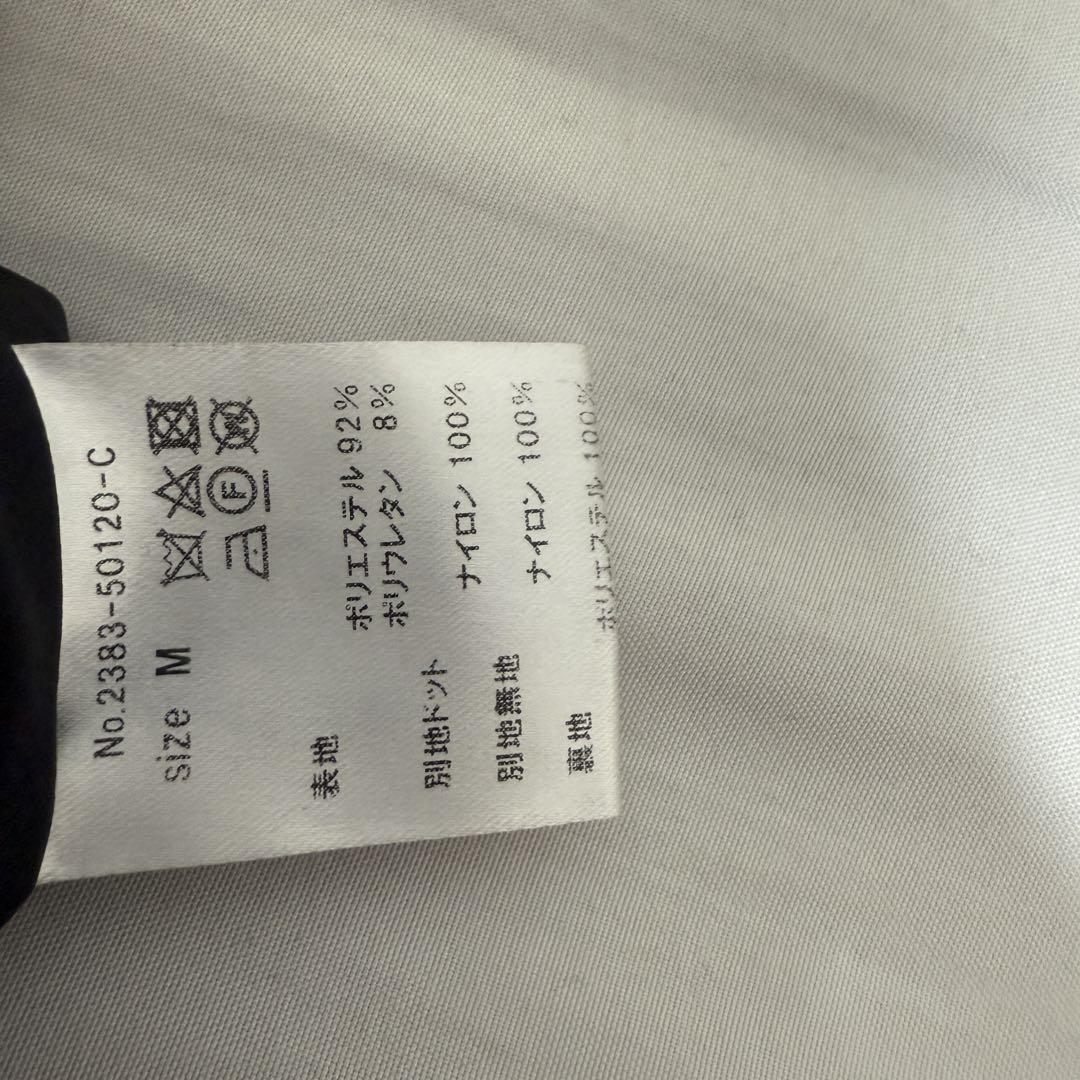 No.2383-50120-C
size M
F
W
表地
ポリエステル 92%
ポリウレタン 8%
別地ドット
ナイロン 100%
別地無地
ナイロン 100%
裏地
ポリエステル 100%